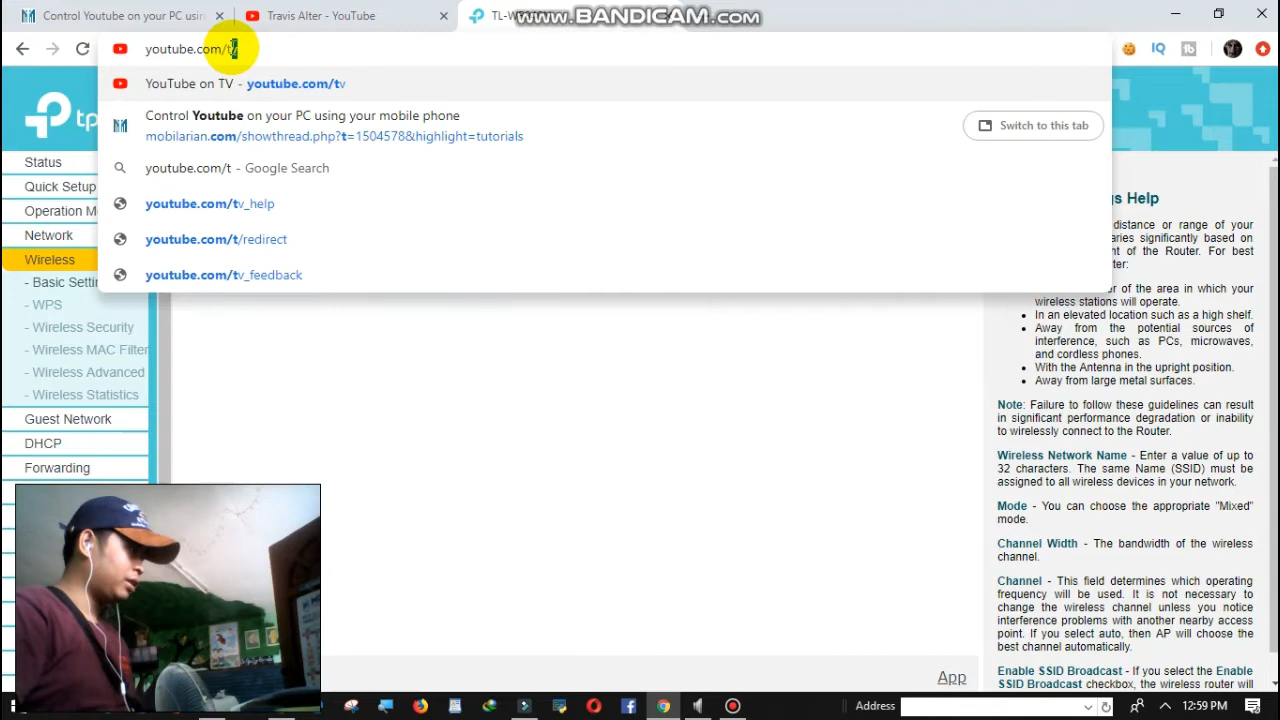 Control Youtube on your PC usin
Travis Alter - YouTube
TL-W
www.BANDICAM.com
youtube.com/t
IQ
YouTube on TV - youtube.com/tv
Control Youtube on your PC using your mobile phone
mobilarian.com/showthread.php?t=1504578&highlight=tutorials
Switch to this tab
youtube.com/t - Google Search
youtube.com/tv_help
youtube.com/t/redirect
youtube.com/tv_feedback
tp
Status
Quick Setup
Operation M
Network
Wireless
- Basic Setti
- WPS
- Wireless Security
- Wireless MAC Filter
- Wireless Advanced
- Wireless Statistics
Guest Network
DHCP
Forwarding
gs Help
distance or range of your
aries significantly based on
nt of the Router. For best
ter:
er of the area in which your
wireless stations will operate.
In an elevated location such as a high shelf.
Away from the potential sources of
interference, such as PCs, microwaves,
and cordless phones.
With the Antenna in the upright position.
Away from large metal surfaces.
Note: Failure to follow these guidelines can result
in significant performance degradation or inability
to wirelessly connect to the Router.
Wireless Network Name - Enter a value of up to
32 characters. The same Name (SSID) must be
assigned to all wireless devices in your network.
Mode - You can choose the appropriate "Mixed"
mode.
Channel Width - The bandwidth of the wireless
channel.
Channel - This field determines which operating
frequency will be used. It is not necessary to
change the wireless channel unless you notice
interference problems with another nearby access
point. If you select auto, then AP will choose the
best channel automatically.
Enable SSID Broadcast - If you select the Enable
SSID Broadcast checkbox, the wireless router will
App
Address
12:59 PM